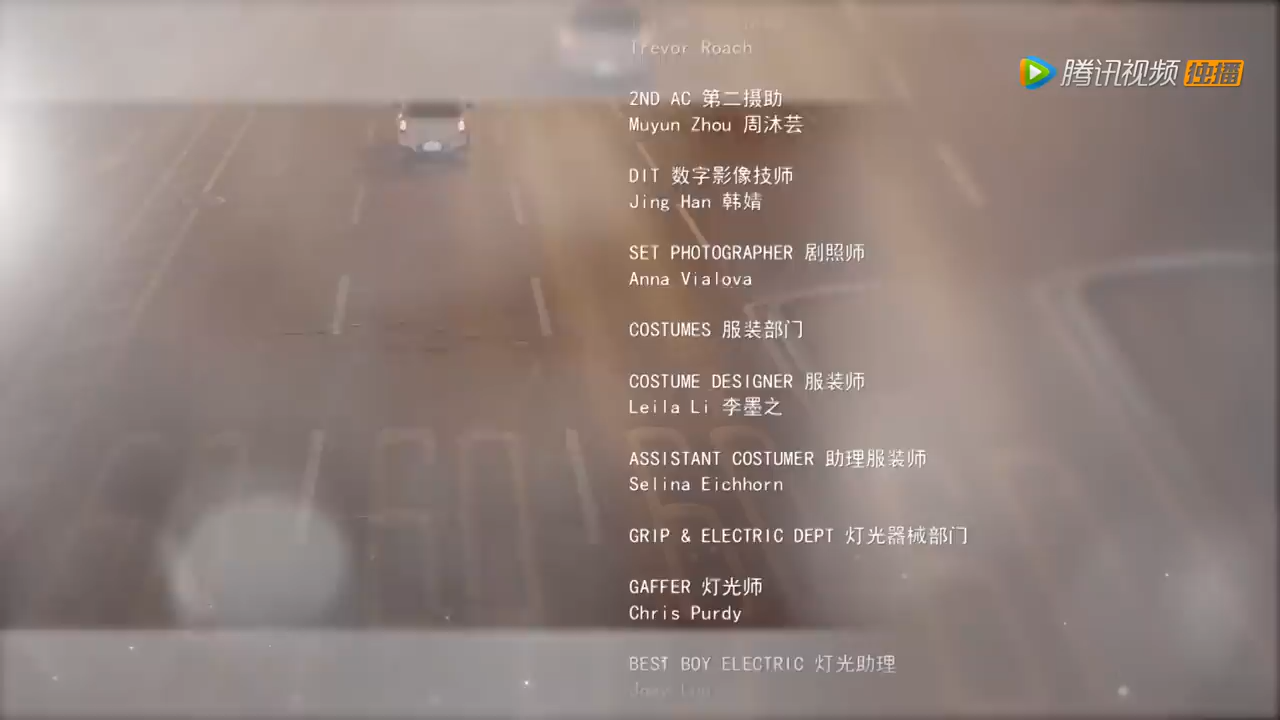 Trevor Roach
腾讯视频 独播
2ND AC 第二摄助
Muyun Zhou 周沐芸
DIT 数字影像技师
Jing Han 韩婧
SET PHOTOGRAPHER 剧照师
Anna Vialova
COSTUMES 服装部门
COSTUME DESIGNER 服装师
Leila Li 李墨之
ASSISTANT COSTUMER 助理服装师
Selina Eichhorn
GRIP & ELECTRIC DEPT 灯光器械部门
GAFFER 灯光师
Chris Purdy
BEST BOY ELECTRIC 灯光助理